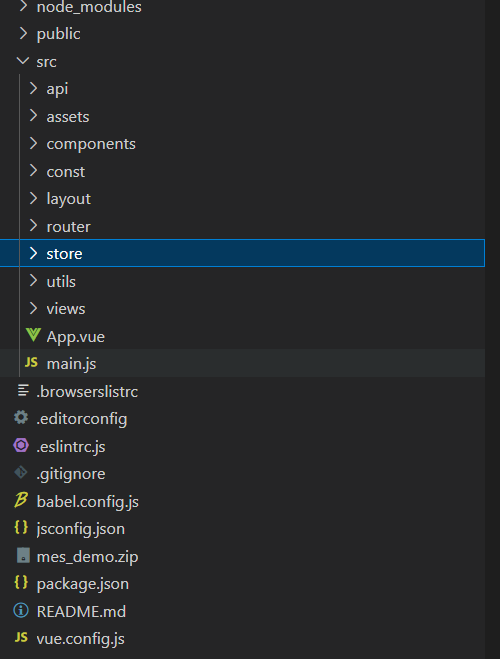 node_modules
public
src
api
assets
components
const
layout
router
store
utils
views
App.vue
JS main.js
.browserslistrc
.editorconfig
.eslintrc.js
.gitignore
babel.config.js
{} jsconfig.json
mes_demo.zip
{} package.json
README.md
JS vue.config.js